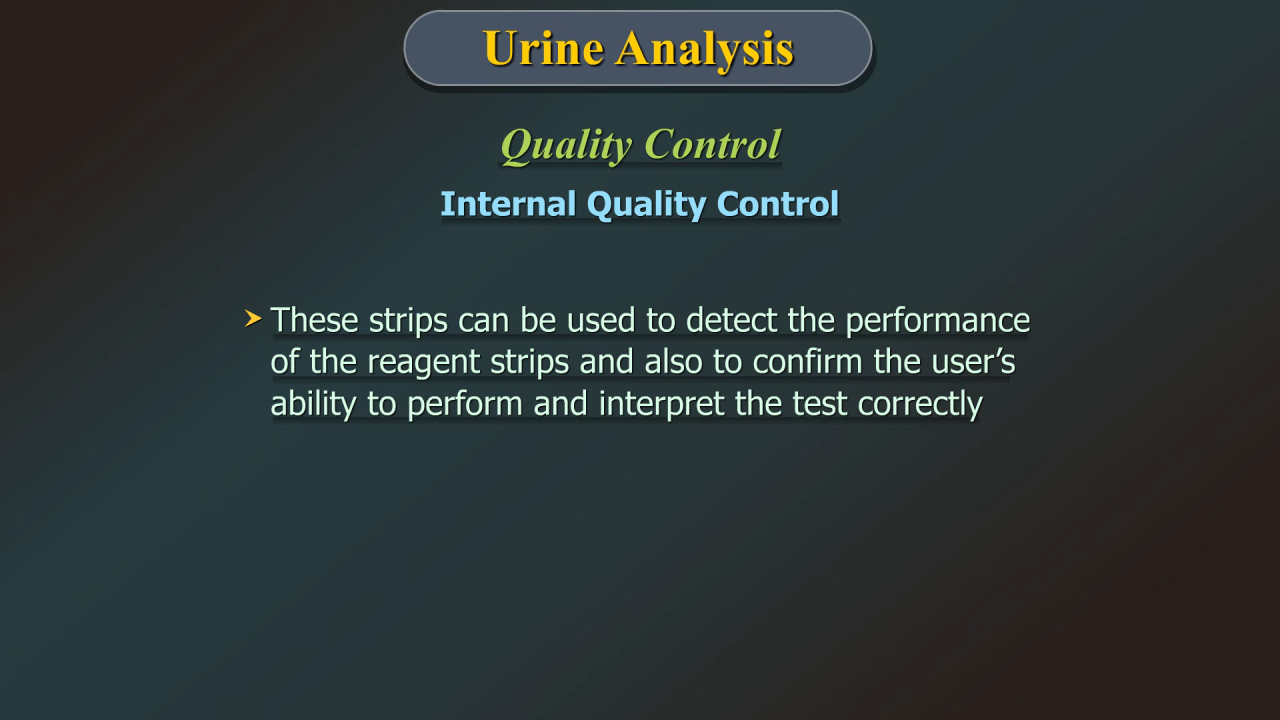 Urine Analysis
Quality Control
Internal Quality Control
➤ These strips can be used to detect the performance
of the reagent strips and also to confirm the user’s
ability to perform and interpret the test correctly